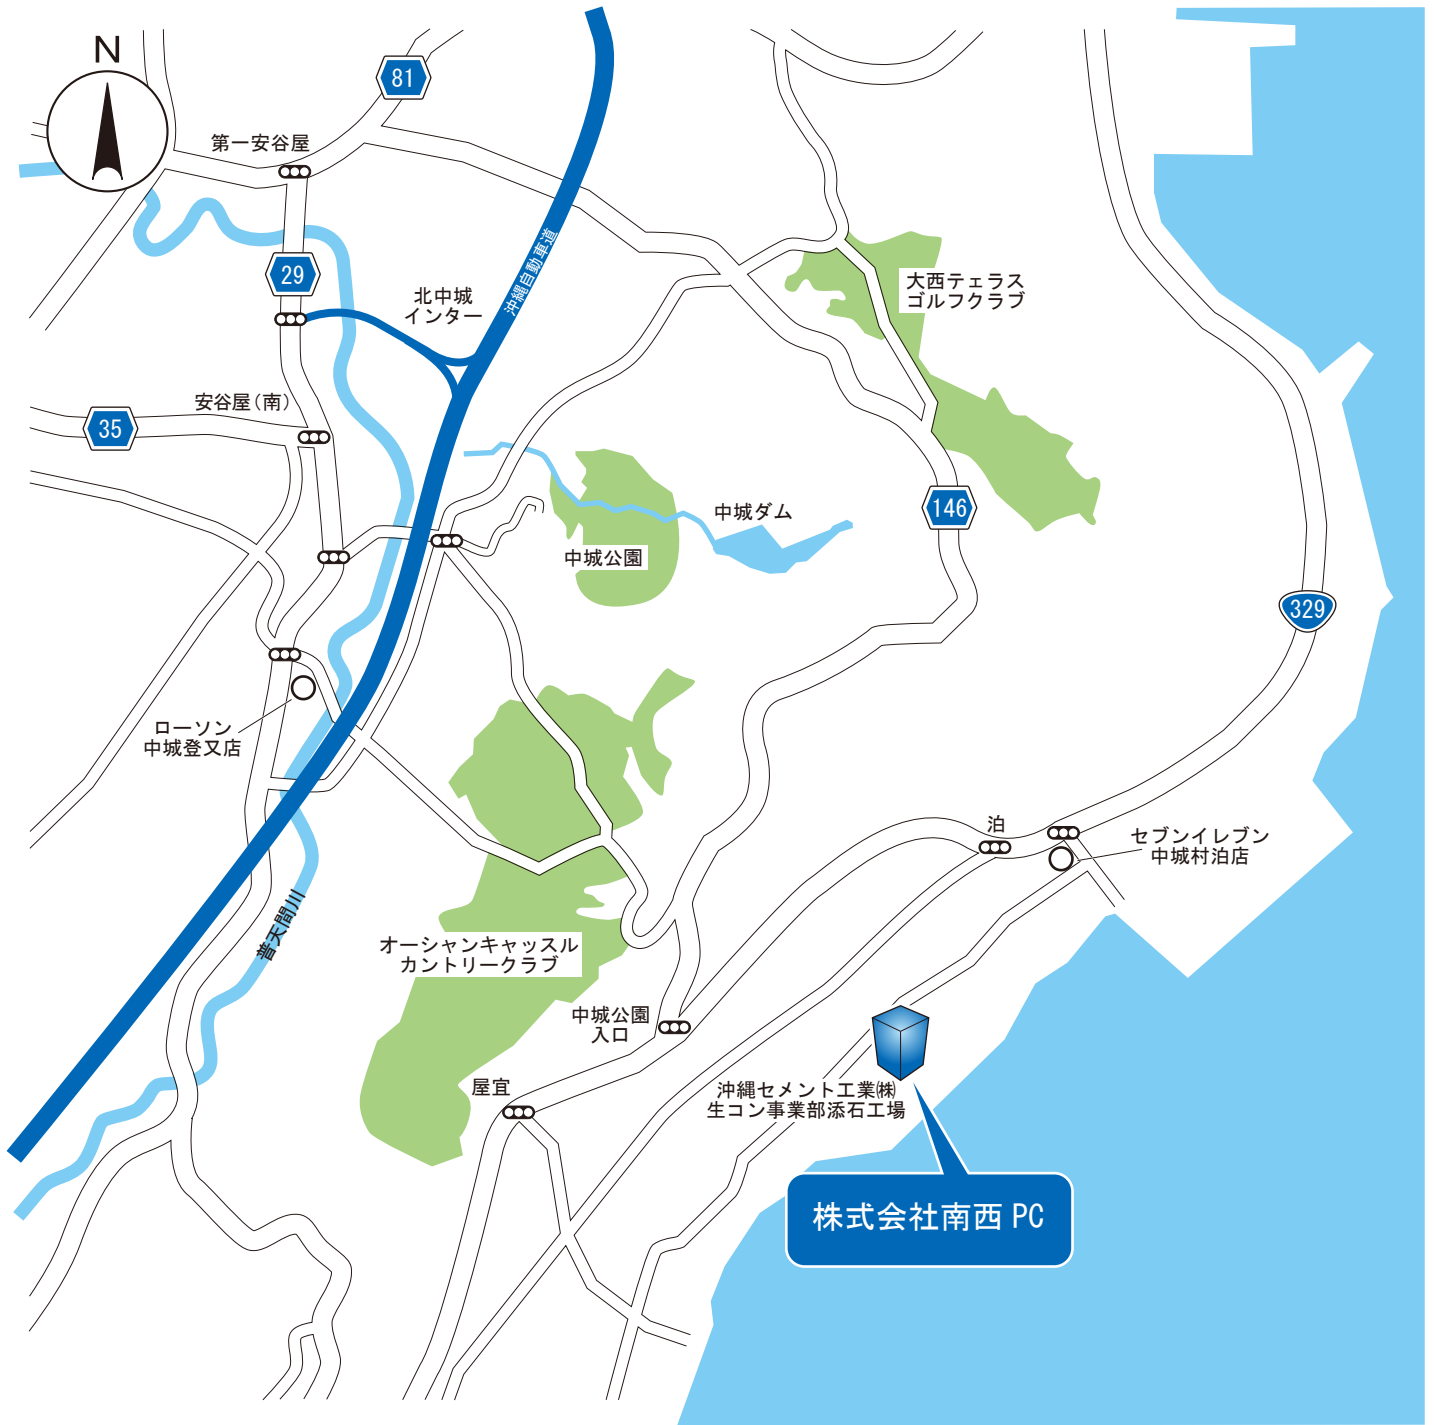 N
81
第一安谷屋
沖縄自動車道
29
北中城
インター
大西テェラス
ゴルフクラブ
安谷屋(南)
35
中城ダム
146
中城公園
329
ローソン
中城登又店
泊
セブンイレブン
中城村泊店
普天間川
オーシャンキャッスル
カントリークラブ
中城公園
入口
屋宜
沖縄セメント工業㈱
生コン事業部添石工場
株式会社南西 PC